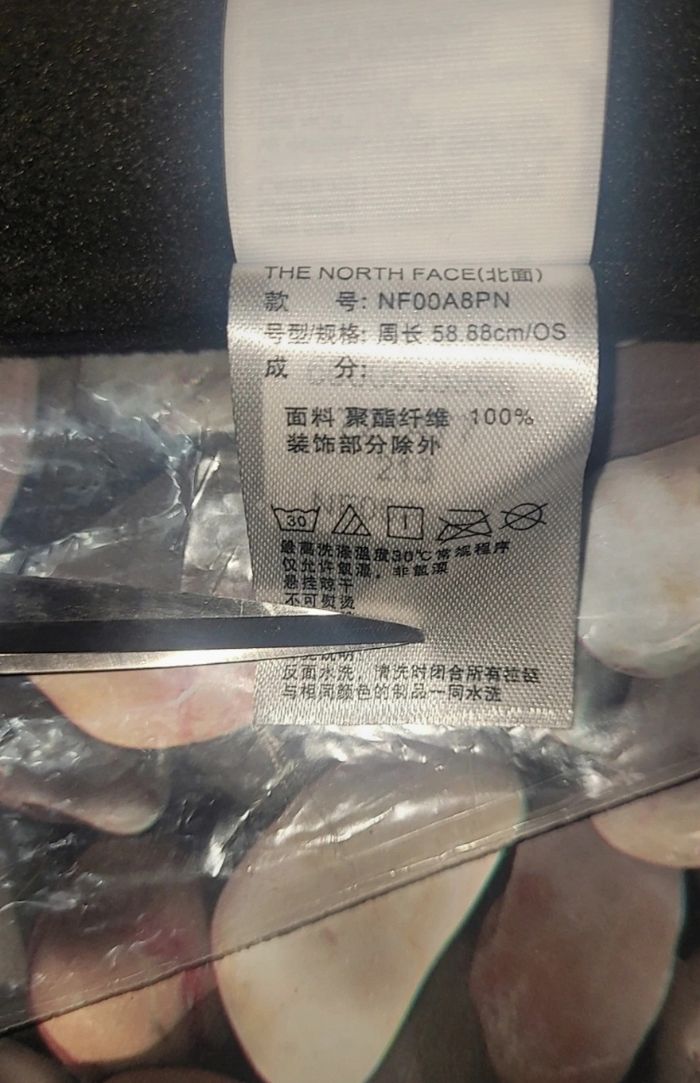 THE NORTH FACE(北面)
款 号: NF00A8PN
号型/规格: 周长 58.88cm/OS
成 分:
面料 聚酯纤维 100%
装饰部分除外
213
30
最高洗涤温度30℃常规程序
仅允许氧漂，非氯漂
悬挂晾干
不可熨烫
反面水洗，清洗时闭合所有拉链
与相同颜色的制品一同水洗